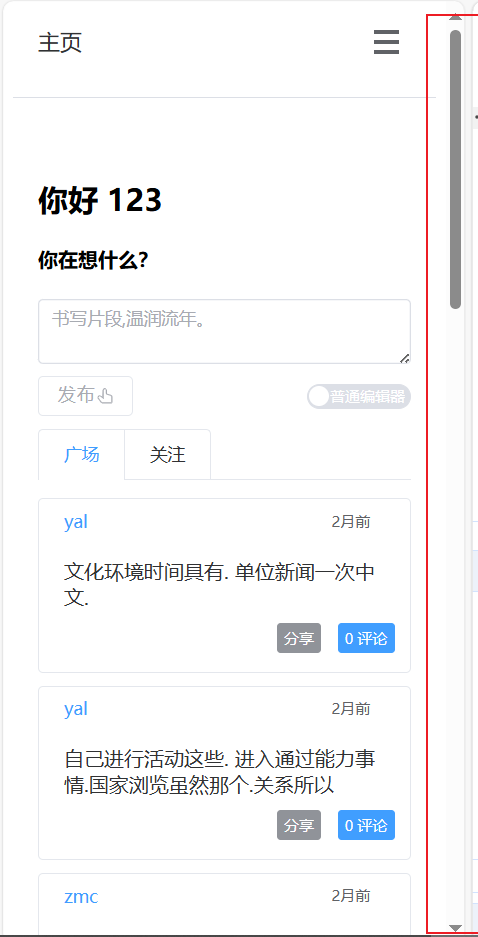 主页
你好 123
你在想什么?
书写片段,温润流年。
发布
普通编辑器
广场 关注
yal 2月前
文化环境时间具有. 单位新闻一次中
文.
分享 0 评论
yal 2月前
自己进行活动这些. 进入通过能力事
情.国家浏览虽然那个.关系所以
分享 0 评论
zmc 2月前